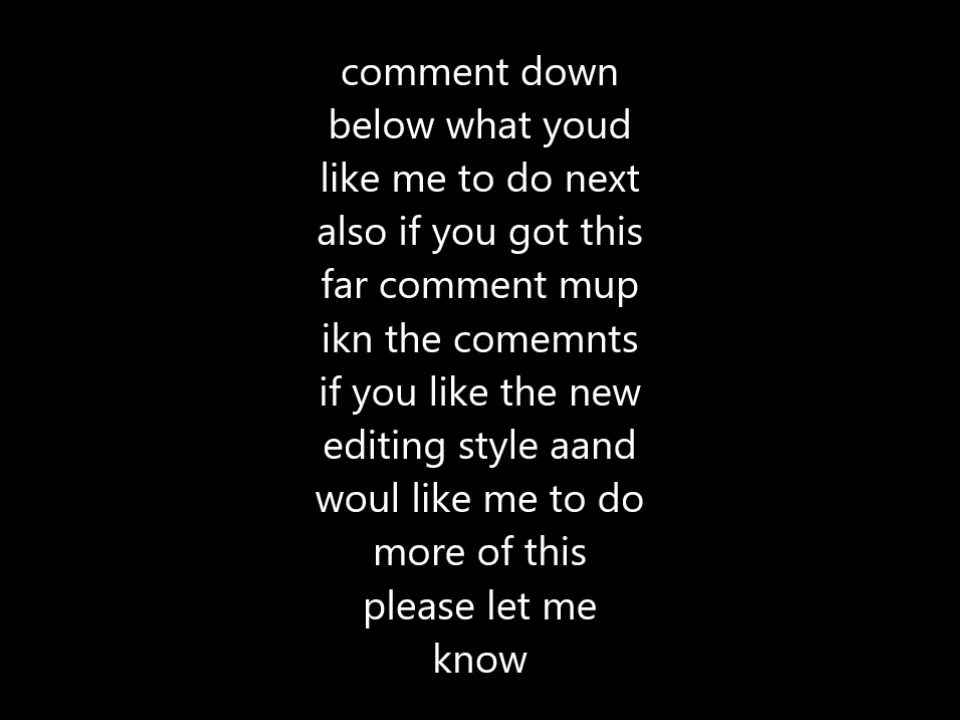 comment down
below what youd
like me to do next
also if you got this
far comment mup
ikn the comemnts
if you like the new
editing style aand
woul like me to do
more of this
please let me
know